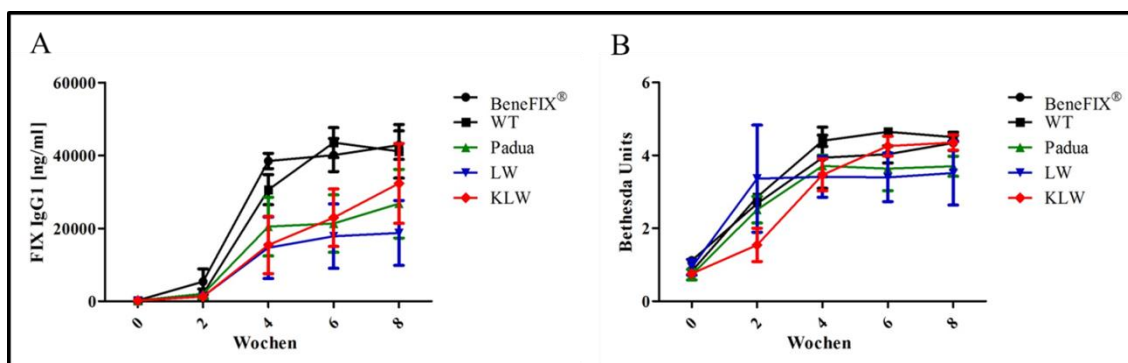 A
FIX IgG1 [ng/ml]
60000
40000
20000
0
0 2 4 6 8
Wochen
BeneFIX®
WT
Padua
LW
KLW
B
Bethesda Units
6
4
2
0
0 2 4 6 8
Wochen
BeneFIX®
WT
Padua
LW
KLW